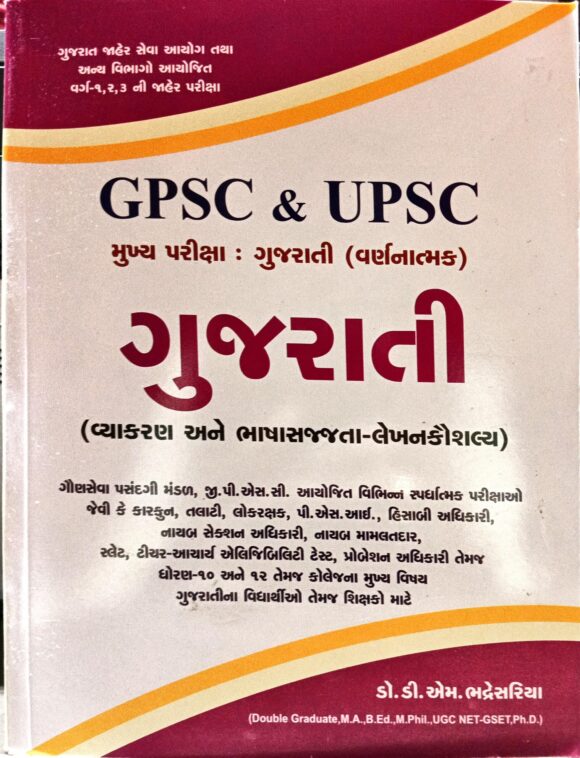 ગુજરાત જાહેર સેવા આયોગ તથા
અન્ય વિભાગો આયોજિત
વર્ગ-૧,૨,૩ ની જાહેર પરીક્ષા
GPSC & UPSC
મુખ્ય પરીક્ષા : ગુજરાતી (વર્ણનાત્મક)
ગુજરાતી
(વ્યાકરણ અને ભાષાસજ્જતા-લેખનકૌશલ્ય)
ગૌણસેવા પસંદગી મંડળ, જી.પી.એસ.સી. આયોજિત વિભિન્ન સ્પર્ધાત્મક પરીક્ષાઓ
જેવી કે કારકુન, તલાટી, લોકરક્ષક, પી.એસ.આઈ., હિસાબી અધિકારી,
નાયબ સેક્શન અધિકારી, નાયબ મામલતદાર,
સ્લેટ, ટીચર-આચાર્ય એલિજિબિલિટી ટેસ્ટ, પ્રોબેશન અધિકારી તેમજ
ધોરણ-૧૦ અને ૧૨ તેમજ કોલેજના મુખ્ય વિષય
ગુજરાતીના વિદ્યાર્થીઓ તેમજ શિક્ષકો માટે
ડો. ડી. એમ. ભદ્રેસરિયા
(Double Graduate,M.A.,B.Ed.,M.Phil.,UGC NET-GSET,Ph.D.)